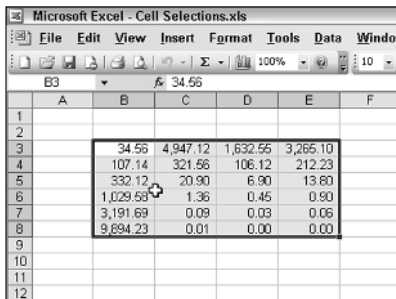 Microsoft Excel - Cell Selections.xls
File Edit View Insert Format Tools Data Windo
Σ 100% 10
B3 fx 34.56
A B C D E F
1
2
3 34.56 4,947.12 1,632.55 3,265.10
4 107.14 321.56 106.12 212.23
5 332.12 20.90 6.90 13.80
6 1,029.58 1.36 0.45 0.90
7 3,191.69 0.09 0.03 0.06
8 9,894.23 0.01 0.00 0.00
9
10
11
12